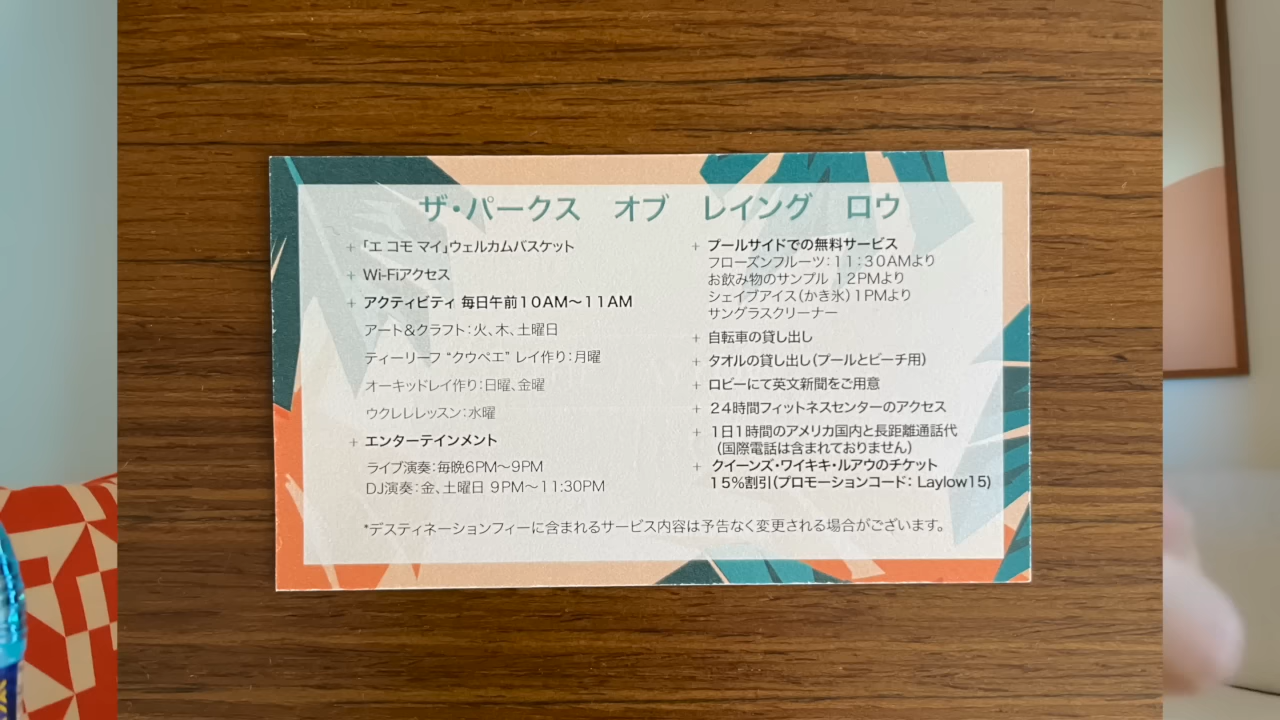 ザ・パークス オブ レイング ロウ
+ 「エ コモ マイ」ウェルカムバスケット
+ Wi-Fiアクセス
+ アクティビティ 毎日午前10AM〜11AM
アート&クラフト:火、木、土曜日
ティーリーフ “クウペエ” レイ作り:月曜
オーキッドレイ作り:日曜、金曜
ウクレレレッスン:水曜
+ エンターテインメント
ライブ演奏:毎晩6PM〜9PM
DJ演奏:金、土曜日 9PM〜11:30PM
+ プールサイドでの無料サービス
フローズンフルーツ:11:30AMより
お飲み物のサンプル 12PMより
シェイブアイス(かき氷)1PMより
サングラスクリーナー
+ 自転車の貸し出し
+ タオルの貸し出し(プールとビーチ用)
+ ロビーにて英文新聞をご用意
+ 24時間フィットネスセンターのアクセス
+ 1日1時間のアメリカ国内と長距離通話代
(国際電話は含まれておりません)
+ クイーンズ・ワイキキ・ルアウのチケット
15%割引(プロモーションコード: Laylow15)
*デスティネーションフィーに含まれるサービス内容は予告なく変更される場合がございます。